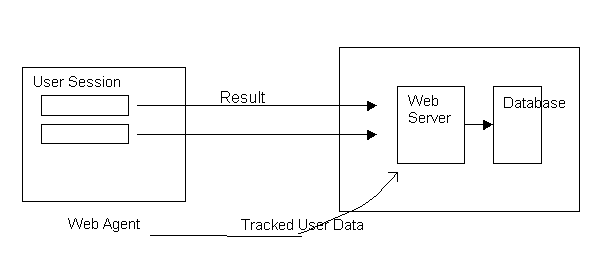 User Session
Result
Web
Server
Database
Web Agent
Tracked User Data